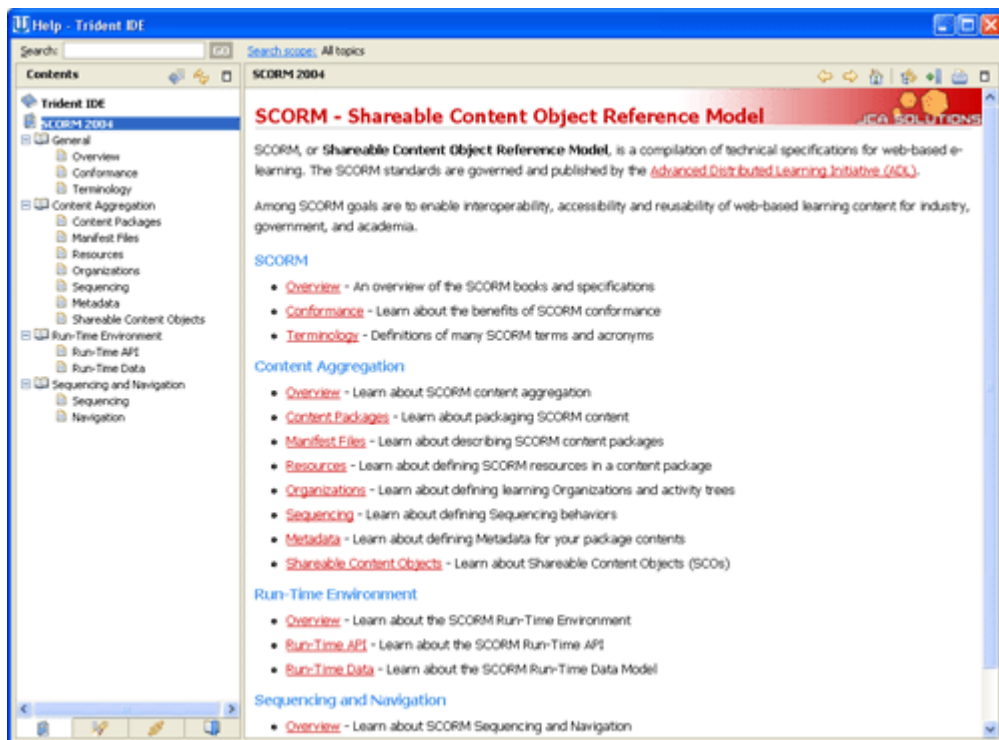 Help - Trident IDE
Search:
GO
Search scope: All topics
Contents
Trident IDE
SCORM 2004
General
Overview
Conformance
Terminology
Content Aggregation
Content Packages
Manifest Files
Resources
Organizations
Sequencing
Metadata
Shareable Content Objects
Run-Time Environment
Run-Time API
Run-Time Data
Sequencing and Navigation
Sequencing
Navigation
SCORM 2004
SCORM - Shareable Content Object Reference Model
JCA SOLUTIONS
SCORM, or Shareable Content Object Reference Model, is a compilation of technical specifications for web-based e-
learning. The SCORM standards are governed and published by the Advanced Distributed Learning Initiative (ADL).
Among SCORM goals are to enable interoperability, accessibility and reusability of web-based learning content for industry,
government, and academia.
SCORM
• Overview - An overview of the SCORM books and specifications
• Conformance - Learn about the benefits of SCORM conformance
• Terminology - Definitions of many SCORM terms and acronyms
Content Aggregation
• Overview - Learn about SCORM content aggregation
• Content Packages - Learn about packaging SCORM content
• Manifest Files - Learn about describing SCORM content packages
• Resources - Learn about defining SCORM resources in a content package
• Organizations - Learn about defining learning Organizations and activity trees
• Sequencing - Learn about defining Sequencing behaviors
• Metadata - Learn about defining Metadata for your package contents
• Shareable Content Objects - Learn about Shareable Content Objects (SCOs)
Run-Time Environment
• Overview - Learn about the SCORM Run-Time Environment
• Run-Time API - Learn about the SCORM Run-Time API
• Run-Time Data - Learn about the SCORM Run-Time Data Model
Sequencing and Navigation
• Overview - Learn about SCORM Sequencing and Navigation